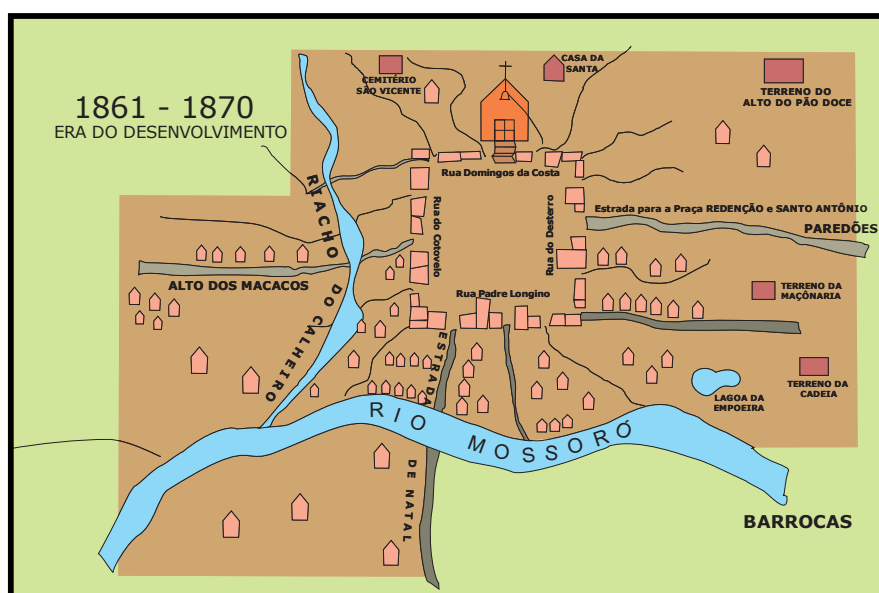 1861 - 1870
ERA DO DESENVOLVIMENTO
CEMITÉRIO
SÃO VICENTE
CASA DA
SANTA
TERRENO DO
ALTO DO PÃO DOCE
Rua Domingos da Costa
RIACHO DO CALHEIRO
Rua do Cotovelo
Rua do Desterro
Estrada para a Praça REDENÇÃO e SANTO ANTÔNIO
PAREDÕES
ALTO DOS MACACOS
Rua Padre Longino
TERRENO DA
MAÇÔNARIA
ESTRADA DE NATAL
TERRENO DA
CADEIA
LAGOA DA
EMPOEIRA
RIO MOSSORÓ
BARROCAS